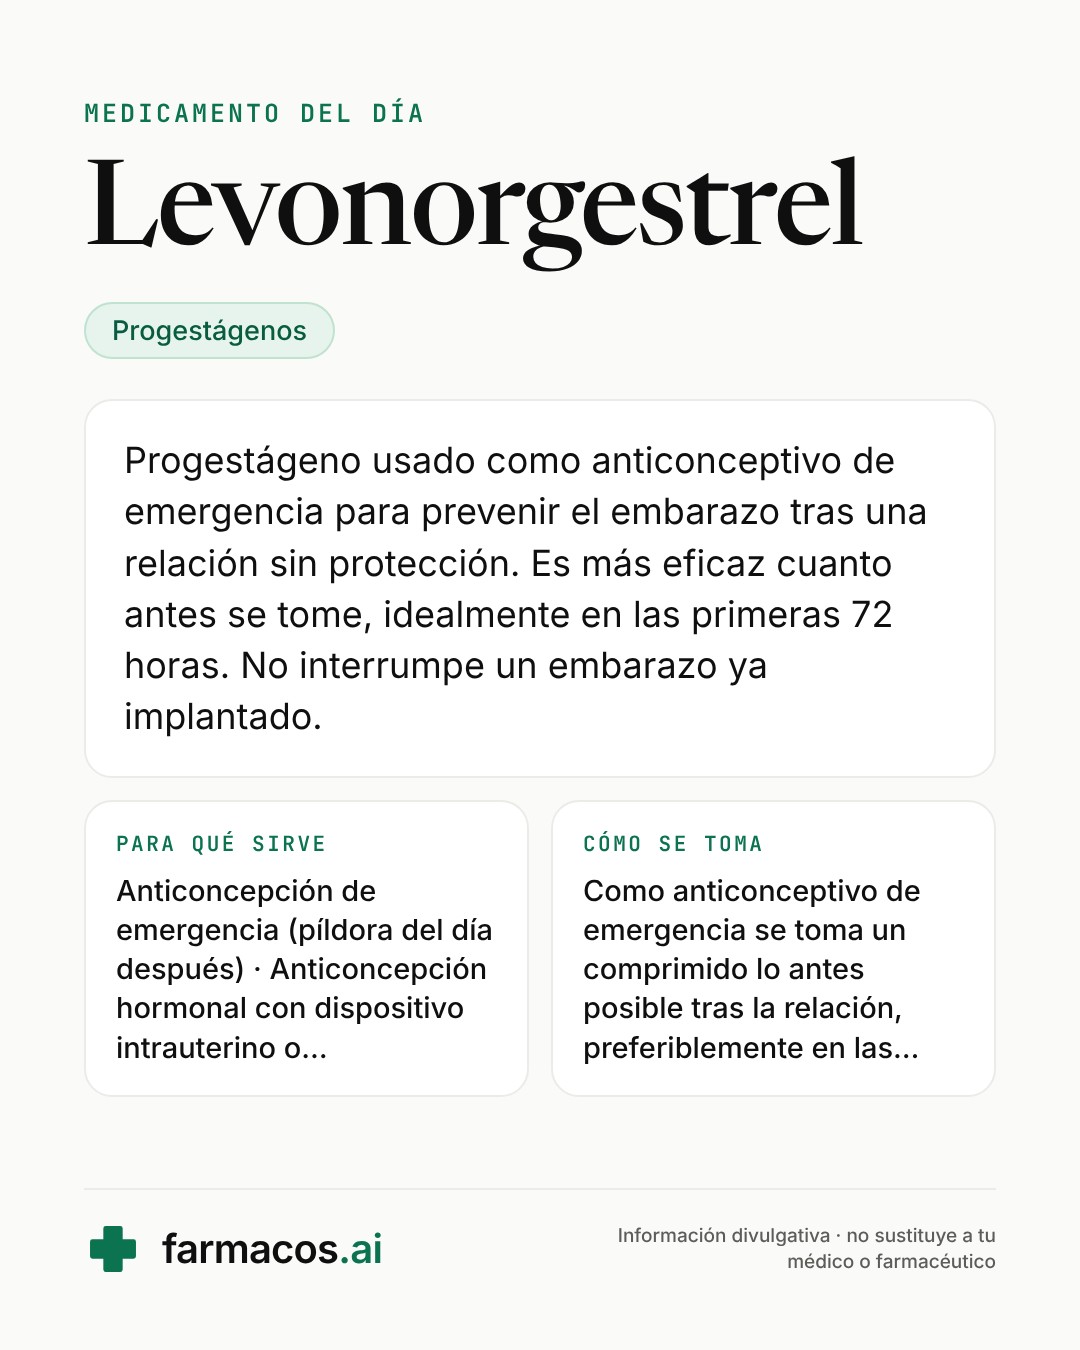 MEDICAMENTO DEL DÍA
Levonorgestrel
Progestágenos
Progestágeno usado como anticonceptivo de
emergencia para prevenir el embarazo tras una
relación sin protección. Es más eficaz cuanto
antes se tome, idealmente en las primeras 72
horas. No interrumpe un embarazo ya
implantado.
PARA QUÉ SIRVE
Anticoncepción de
emergencia (píldora del día
después) · Anticoncepción
hormonal con dispositivo
intrauterino o…
CÓMO SE TOMA
Como anticonceptivo de
emergencia se toma un
comprimido lo antes
posible tras la relación,
preferiblemente en las…
farmacos.ai
Información divulgativa · no sustituye a tu
médico o farmacéutico